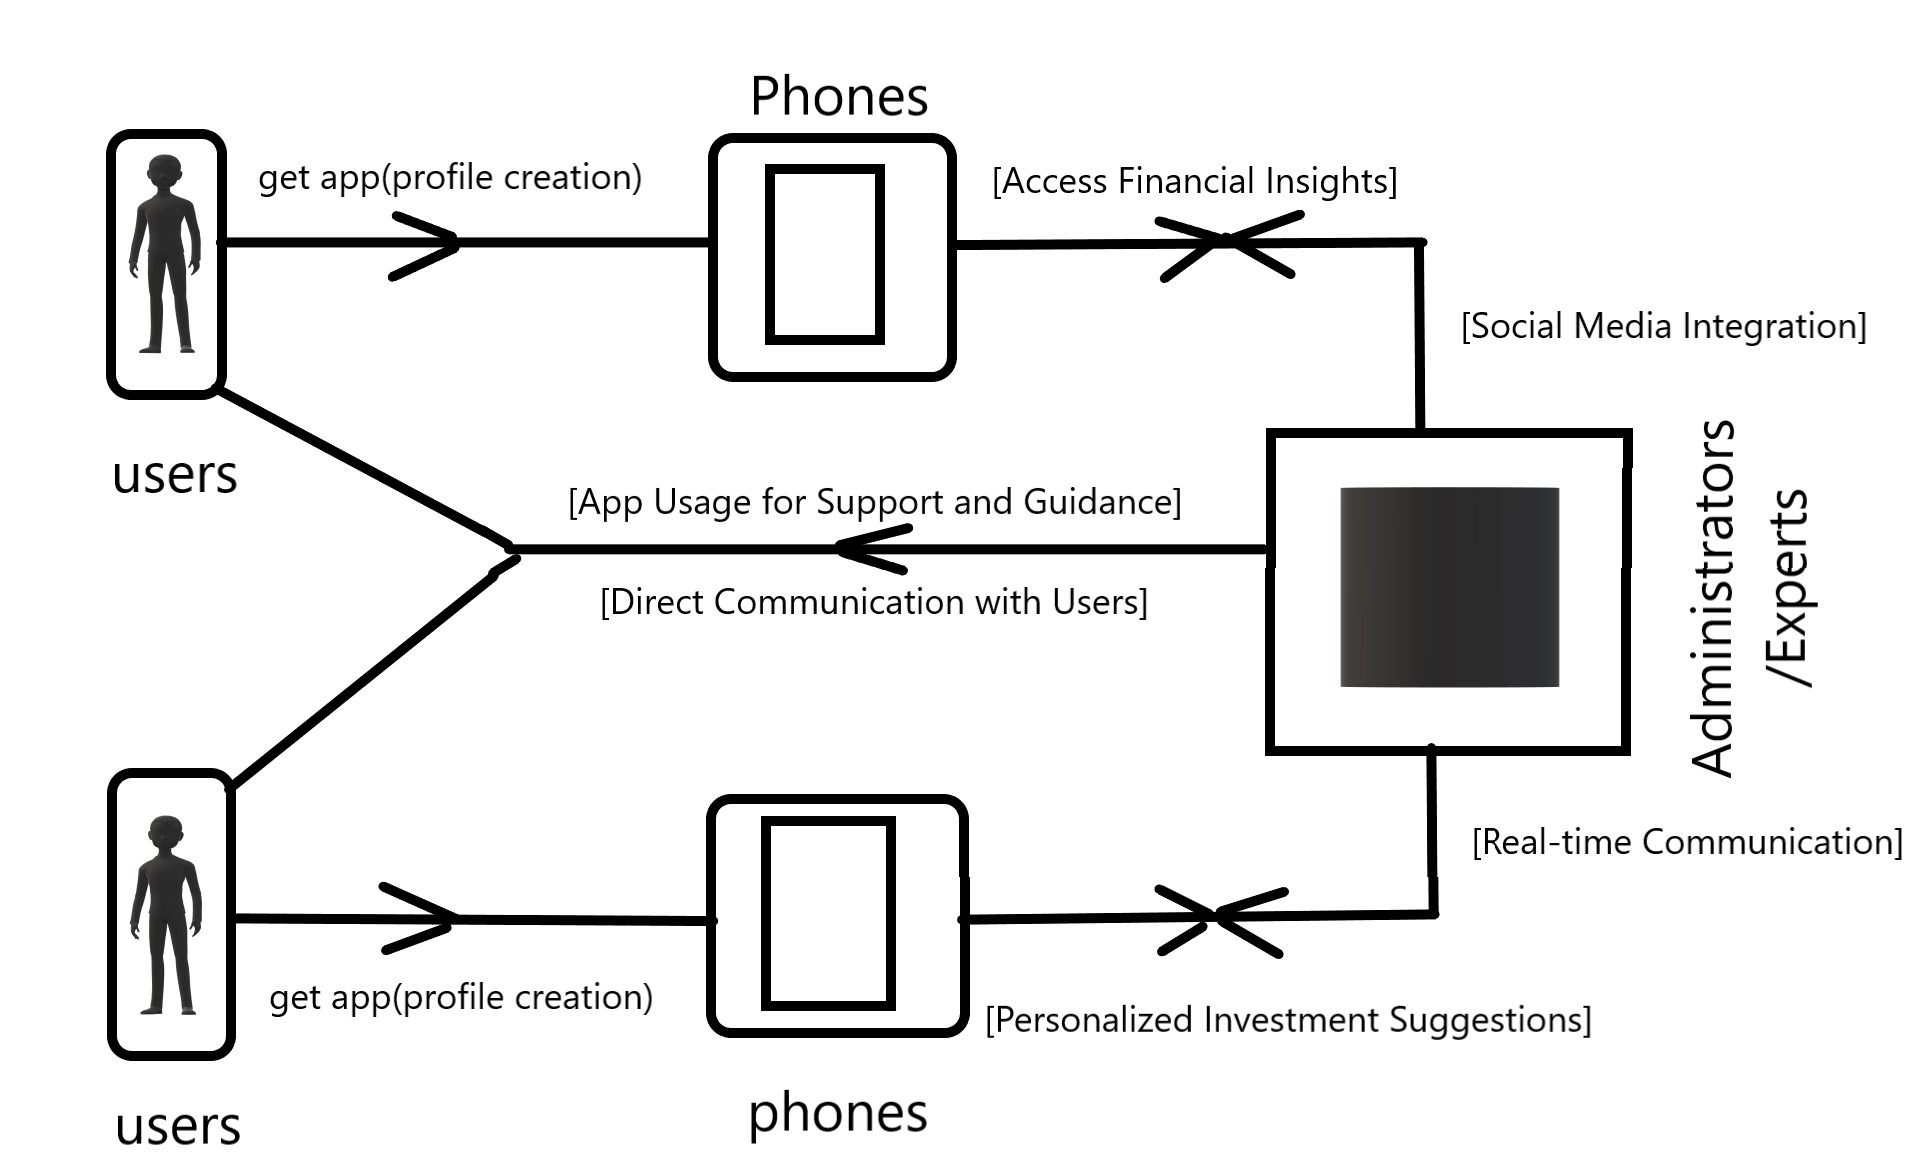 Phones
get app(profile creation)
[Access Financial Insights]
[Social Media Integration]
users
[App Usage for Support and Guidance]
[Direct Communication with Users]
Administrators
/Experts
[Real-time Communication]
get app(profile creation)
[Personalized Investment Suggestions]
users
phones